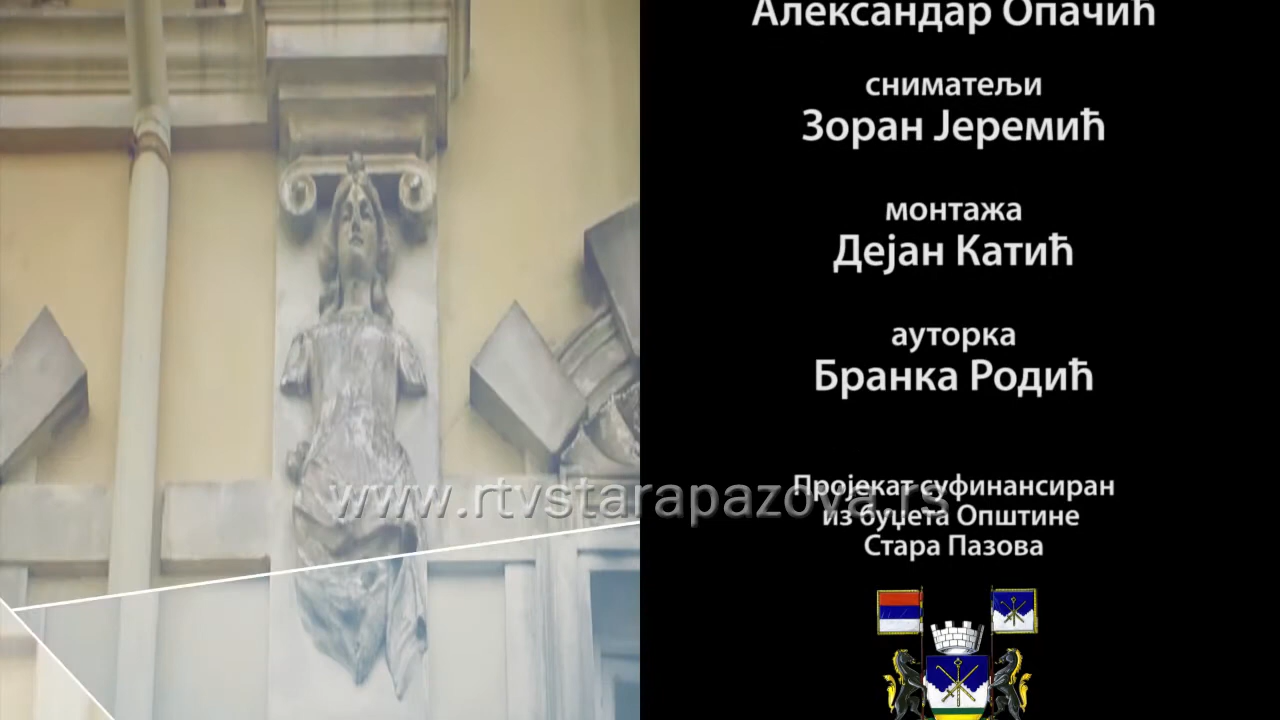 Александар Опачић
сниматељи
Зоран Јеремић
монтажа
Дејан Катић
ауторка
Бранка Родић
Пројекат суфинансиран
из буџета Општине
Стара Пазова
www.rtvstarapazova.rs